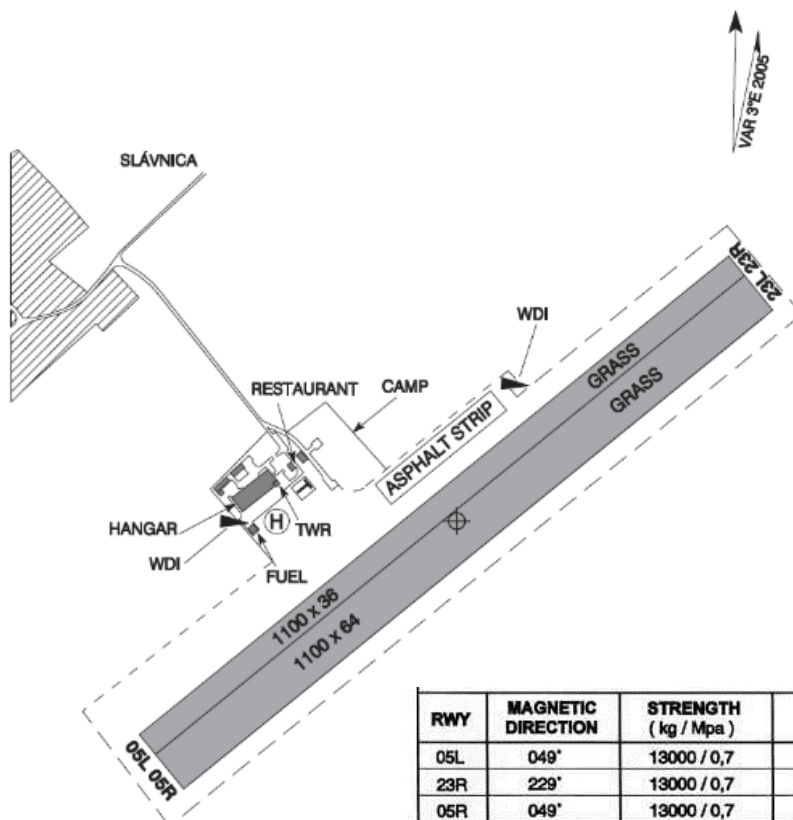 VAR 3°E 2005
SLÁVNICA
WDI
23L 23R
GRASS
GRASS
RESTAURANT
CAMP
ASPHALT STRIP
HANGAR
H
TWR
WDI
FUEL
1100 x 36
1100 x 64
05L 05R
RWY MAGNETIC DIRECTION STRENGTH ( kg / Mpa )
05L 049° 13000 / 0,7
23R 229° 13000 / 0,7
05R 049° 13000 / 0,7